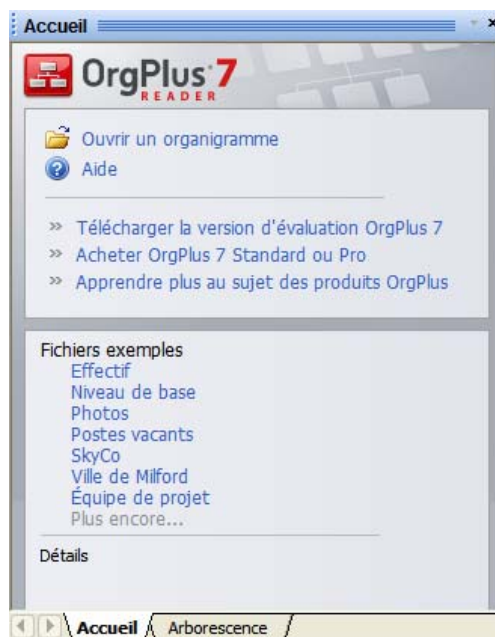 Accueil
OrgPlus 7
READER
Ouvrir un organigramme
Aide
» Télécharger la version d'évaluation OrgPlus 7
» Acheter OrgPlus 7 Standard ou Pro
» Apprendre plus au sujet des produits OrgPlus
Fichiers exemples
Effectif
Niveau de base
Photos
Postes vacants
SkyCo
Ville de Milford
Équipe de projet
Plus encore...
Détails
Accueil
Arborescence